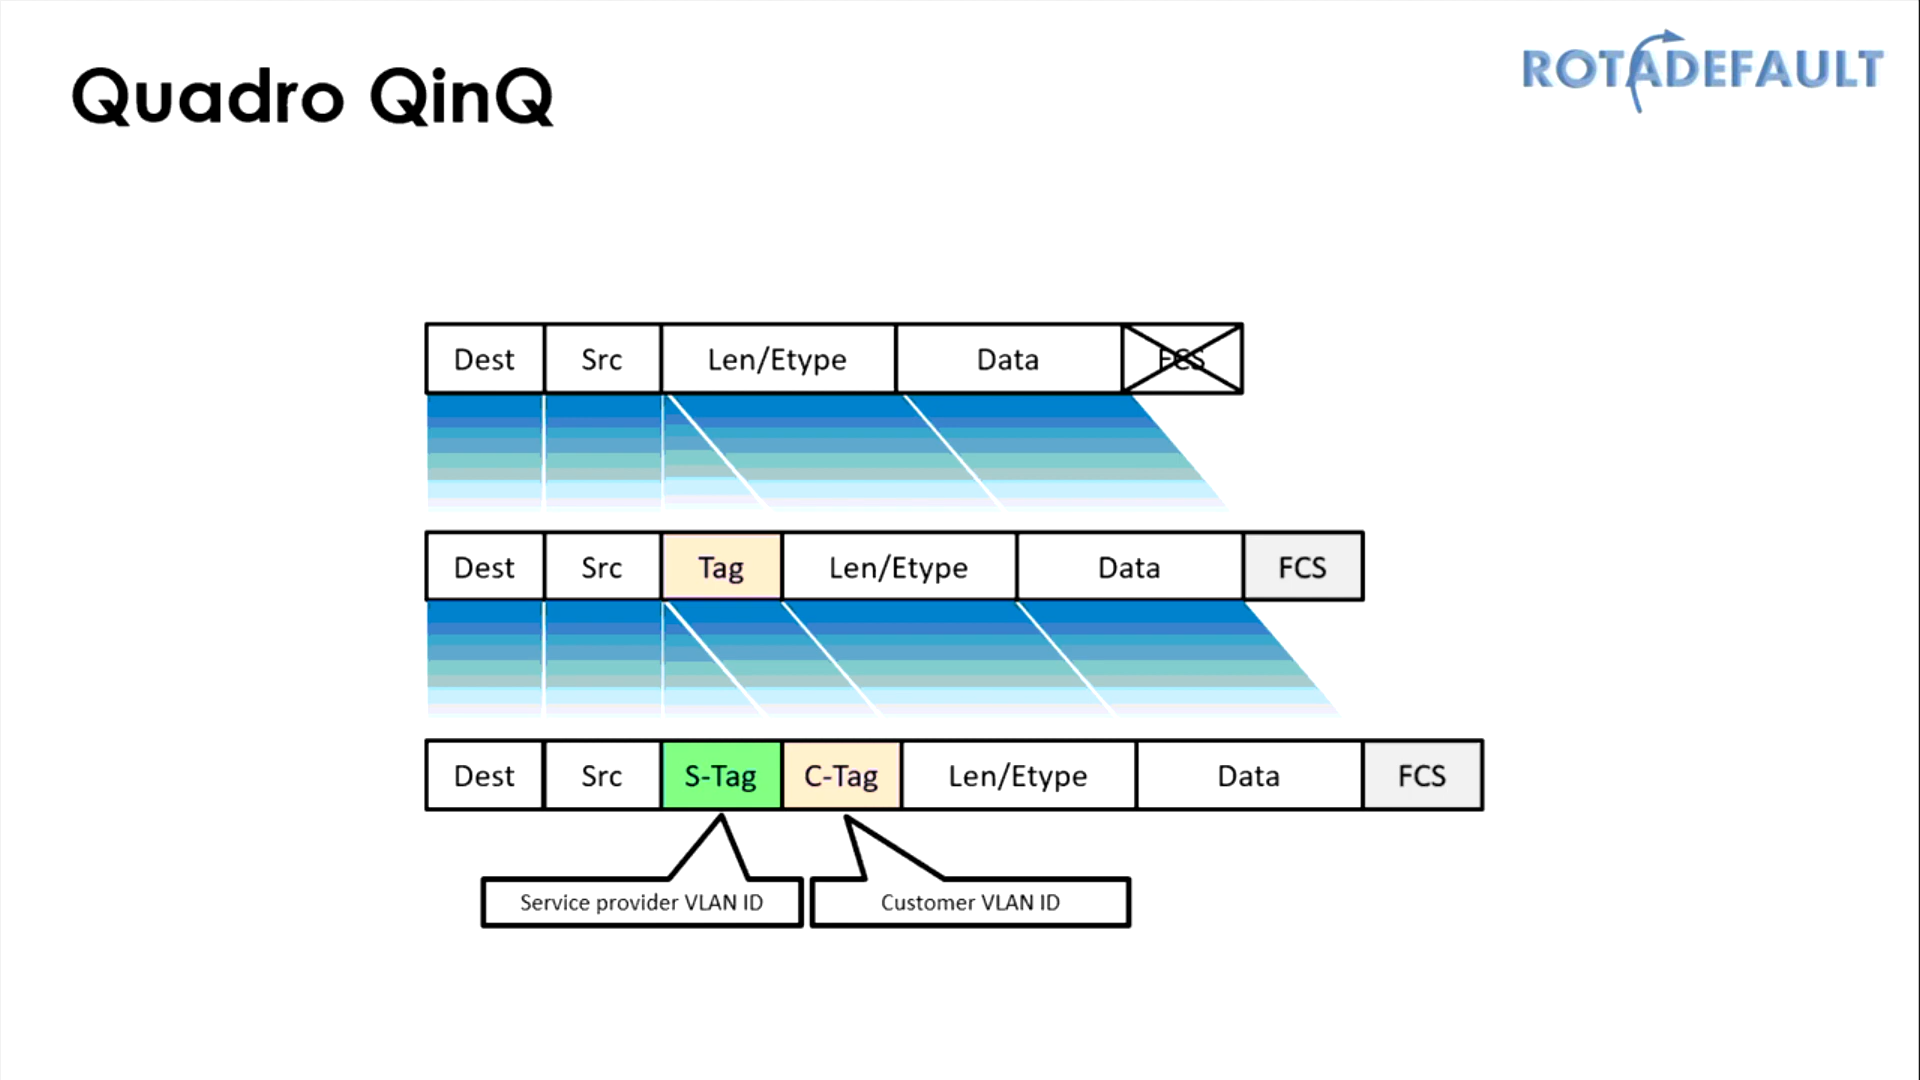 Quadro QinQ
ROTADEFAULT
Dest Src Len/Etype Data FCS
Dest Src Tag Len/Etype Data FCS
Dest Src S-Tag C-Tag Len/Etype Data FCS
Service provider VLAN ID
Customer VLAN ID